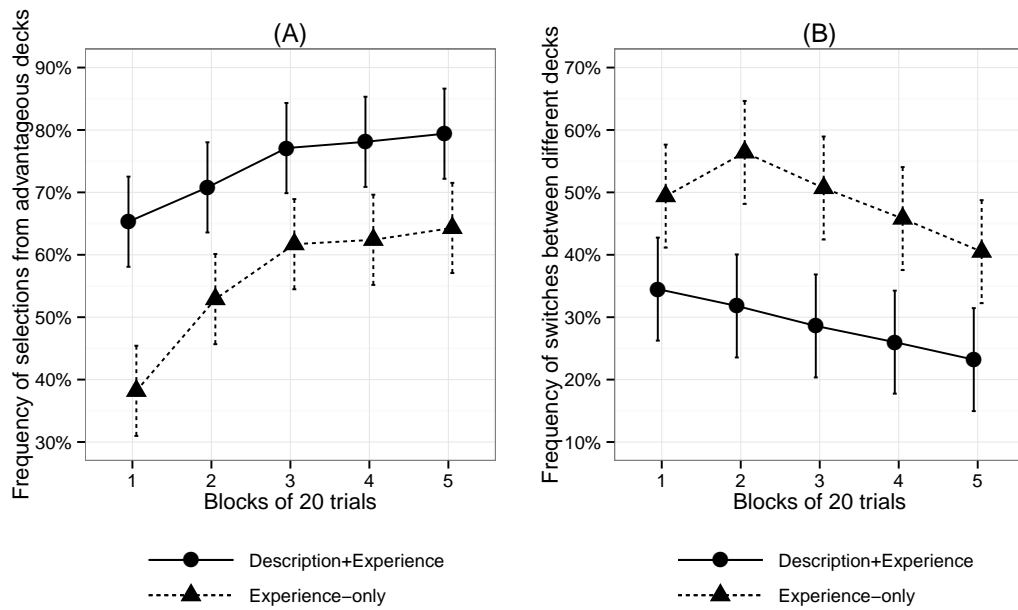 (A)
Frequency of selections from advantageous decks
90%
80%
70%
60%
50%
40%
30%
1 2 3 4 5
Blocks of 20 trials
Description+Experience
Experience−only
(B)
Frequency of switches between different decks
70%
60%
50%
40%
30%
20%
10%
1 2 3 4 5
Blocks of 20 trials
Description+Experience
Experience−only